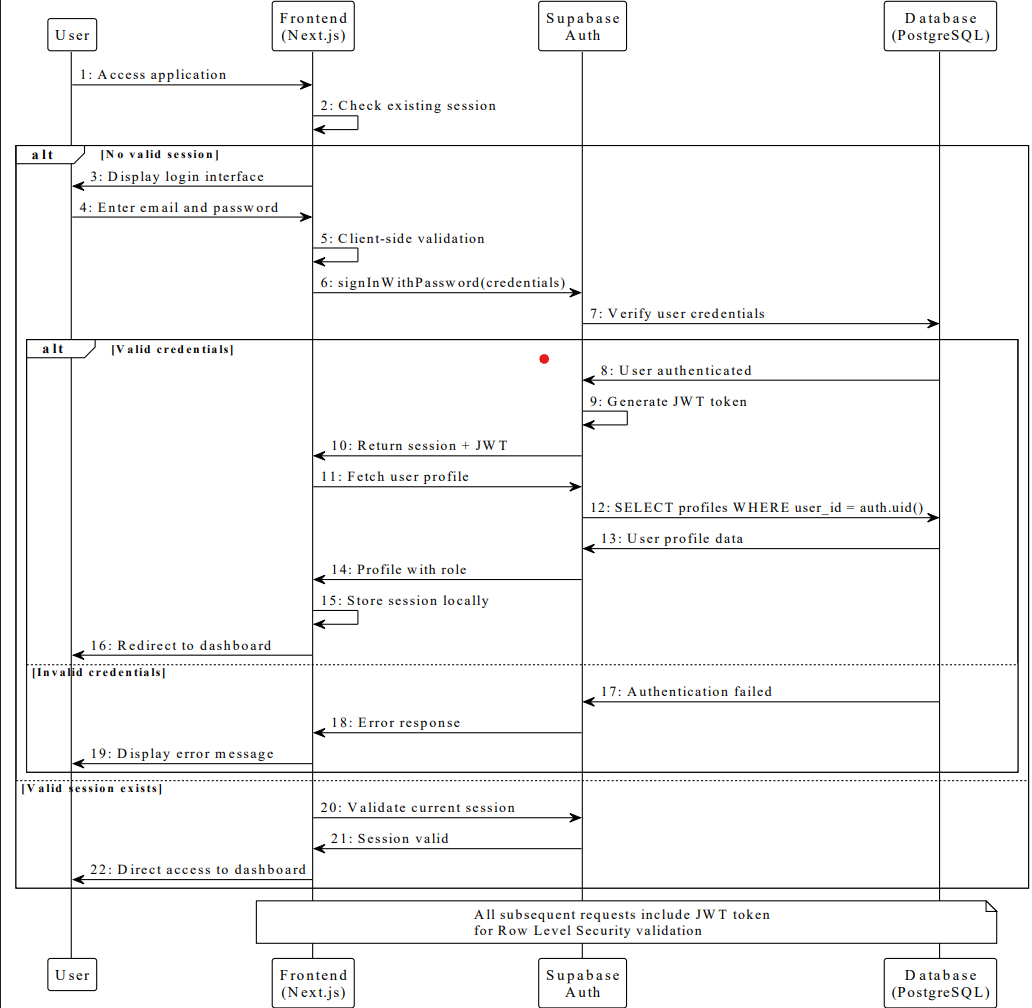 User
Frontend
(Next.js)
Supabase
Auth
Database
(PostgreSQL)
1: Access application
2: Check existing session
alt [No valid session]
3: Display login interface
4: Enter email and password
5: Client-side validation
6: signInWithPassword(credentials)
7: Verify user credentials
alt [Valid credentials]
8: User authenticated
9: Generate JWT token
10: Return session + JWT
11: Fetch user profile
12: SELECT profiles WHERE user_id = auth.uid()
13: User profile data
14: Profile with role
15: Store session locally
16: Redirect to dashboard
[Invalid credentials]
17: Authentication failed
18: Error response
19: Display error message
[Valid session exists]
20: Validate current session
21: Session valid
22: Direct access to dashboard
All subsequent requests include JWT token
for Row Level Security validation
User
Frontend
(Next.js)
Supabase
Auth
Database
(PostgreSQL)